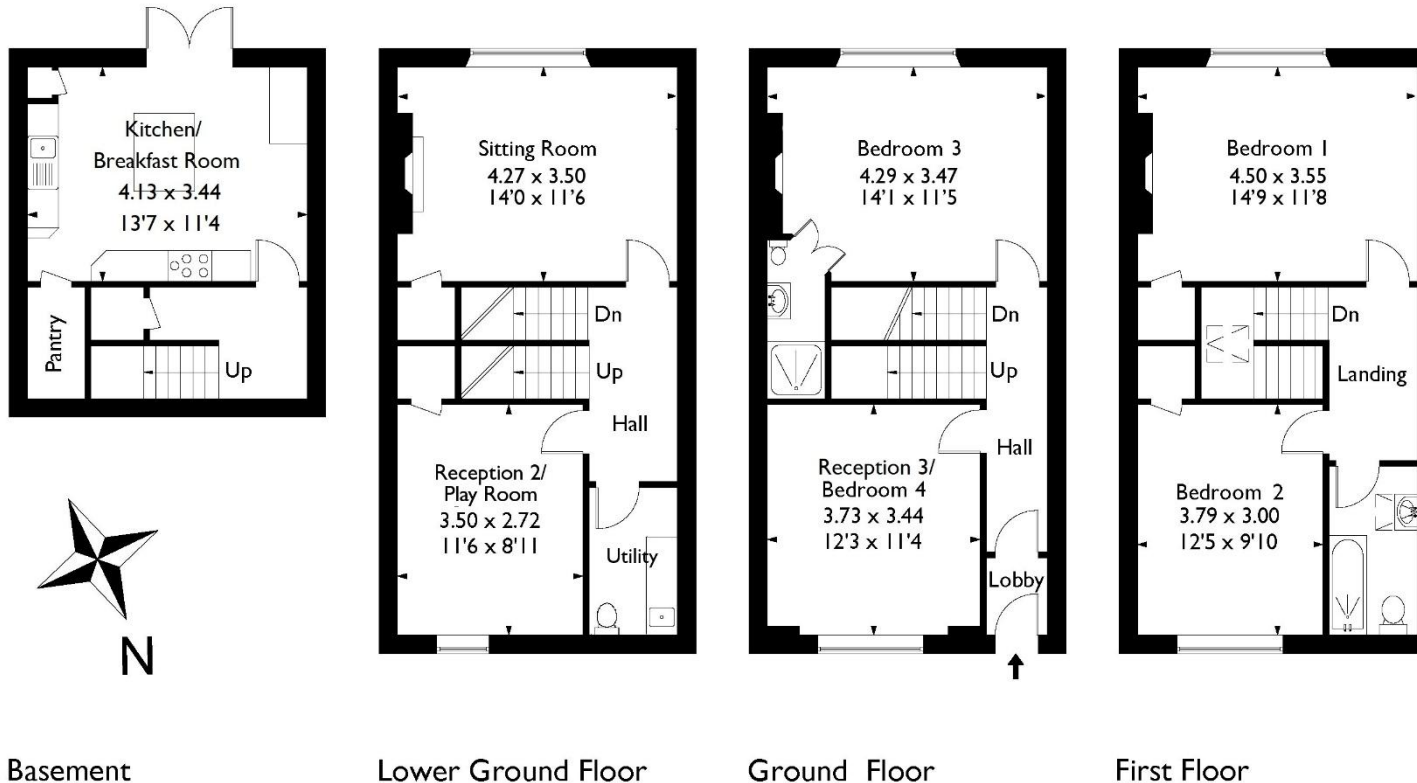 Kitchen/
Breakfast Room
4.13 x 3.44
13'7 x 11'4
Pantry
Up
Sitting Room
4.27 x 3.50
14'0 x 11'6
Dn
Up
Hall
Reception 2/
Play Room
3.50 x 2.72
11'6 x 8'11
Utility
Bedroom 3
4.29 x 3.47
14'1 x 11'5
Dn
Up
Hall
Reception 3/
Bedroom 4
3.73 x 3.44
12'3 x 11'4
Lobby
Bedroom 1
4.50 x 3.55
14'9 x 11'8
Dn
Landing
Bedroom 2
3.79 x 3.00
12'5 x 9'10
N
Basement
Lower Ground Floor
Ground Floor
First Floor